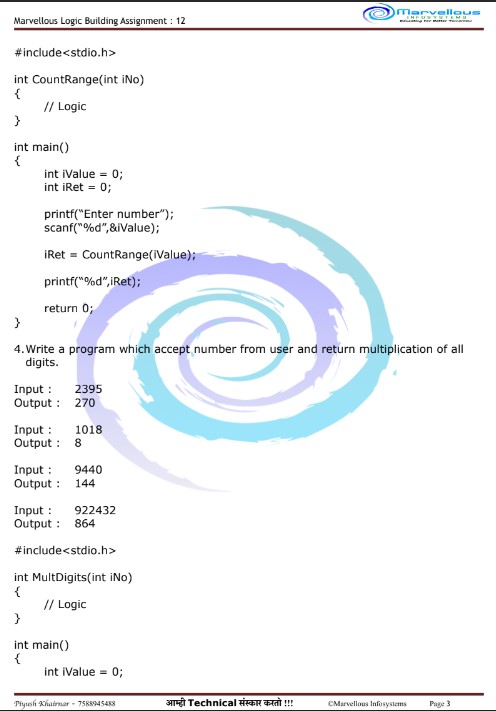 Marvellous Logic Building Assignment : 12
Marvellous
INFOSYSTEMS
Educating for Better Tomorrow
#include<stdio.h>
int CountRange(int iNo)
{
// Logic
}
int main()
{
int iValue = 0;
int iRet = 0;
printf(“Enter number”);
scanf(“%d”,&iValue);
iRet = CountRange(iValue);
printf(“%d”,iRet);
return 0;
}
4.Write a program which accept number from user and return multiplication of all
digits.
Input : 2395
Output : 270
Input : 1018
Output : 8
Input : 9440
Output : 144
Input : 922432
Output : 864
#include<stdio.h>
int MultDigits(int iNo)
{
// Logic
}
int main()
{
int iValue = 0;
Piyush Khairnar - 7588945488 आम्ही Technical संस्कार करतो !!! ©Marvellous Infosystems Page 3